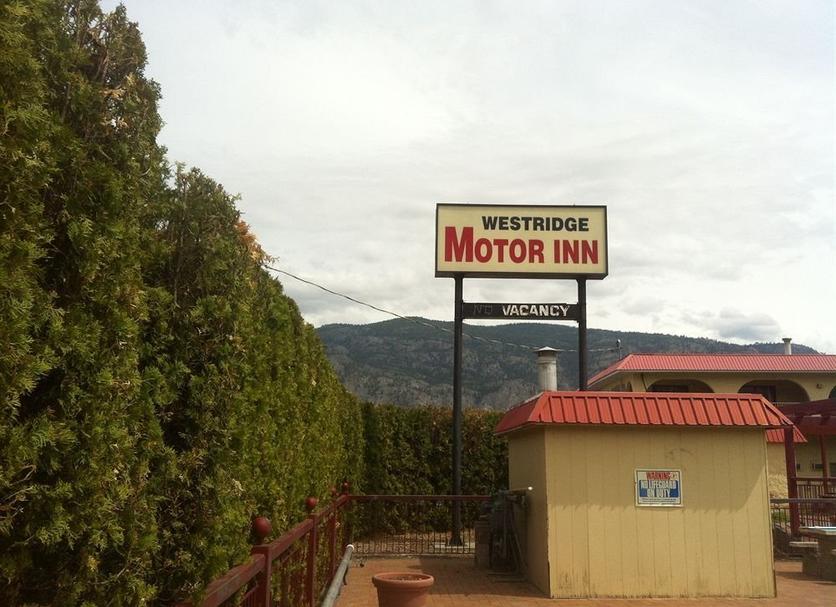 WESTRIDGE
MOTOR INN
NO VACANCY
WARNING
NO LIFEGUARD
ON DUTY